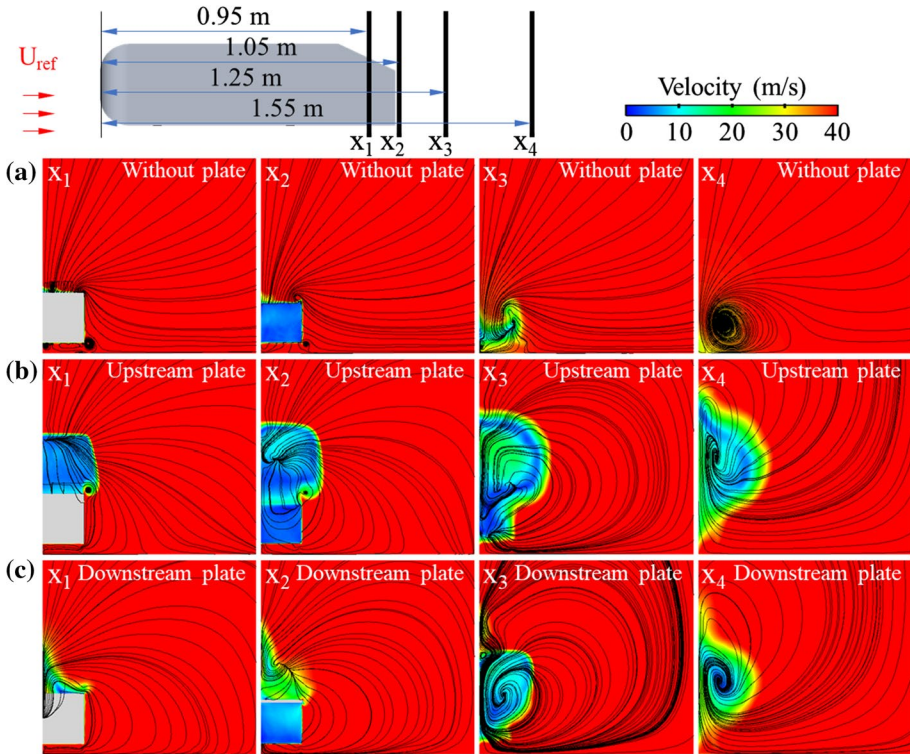 0.95 m
1.05 m
U_ref
1.25 m
1.55 m
Velocity (m/s)
0 10 20 30 40
x₁ x₂ x₃ x₄
(a)
x₁ Without plate
x₂ Without plate
x₃ Without plate
x₄ Without plate
(b)
x₁ Upstream plate
x₂ Upstream plate
x₃ Upstream plate
x₄ Upstream plate
(c)
x₁ Downstream plate
x₂ Downstream plate
x₃ Downstream plate
x₄ Downstream plate